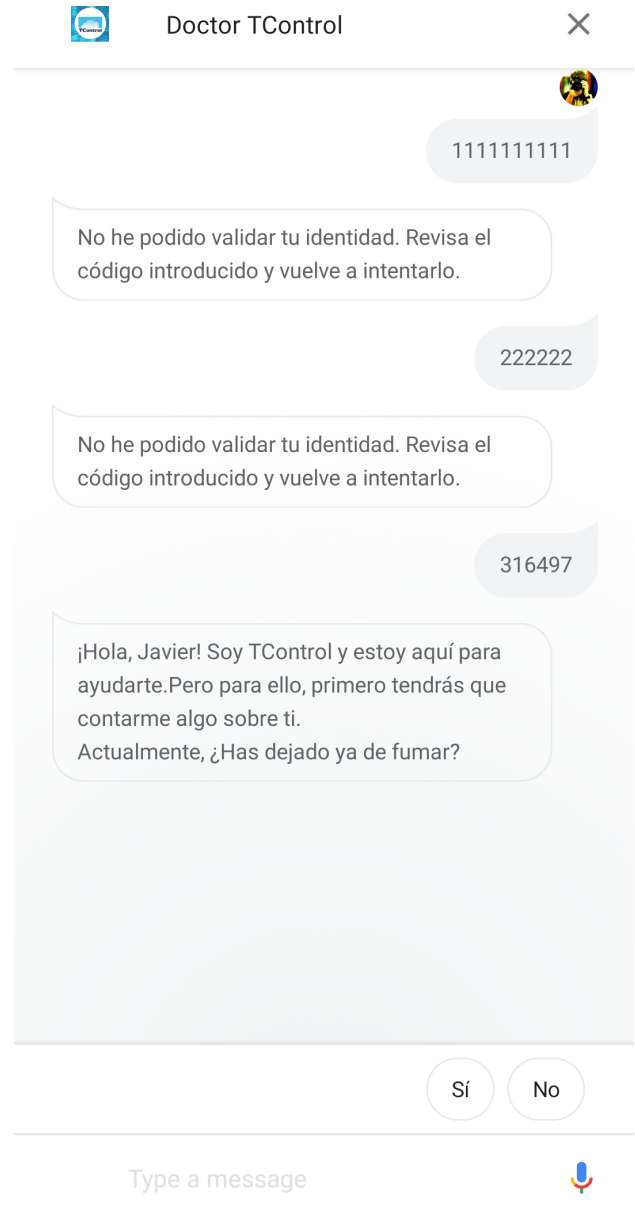 TControl
Doctor TControl
1111111111
No he podido validar tu identidad. Revisa el
código introducido y vuelve a intentarlo.
222222
No he podido validar tu identidad. Revisa el
código introducido y vuelve a intentarlo.
316497
¡Hola, Javier! Soy TControl y estoy aquí para
ayudarte.Pero para ello, primero tendrás que
contarme algo sobre ti.
Actualmente, ¿Has dejado ya de fumar?
Sí
No
Type a message